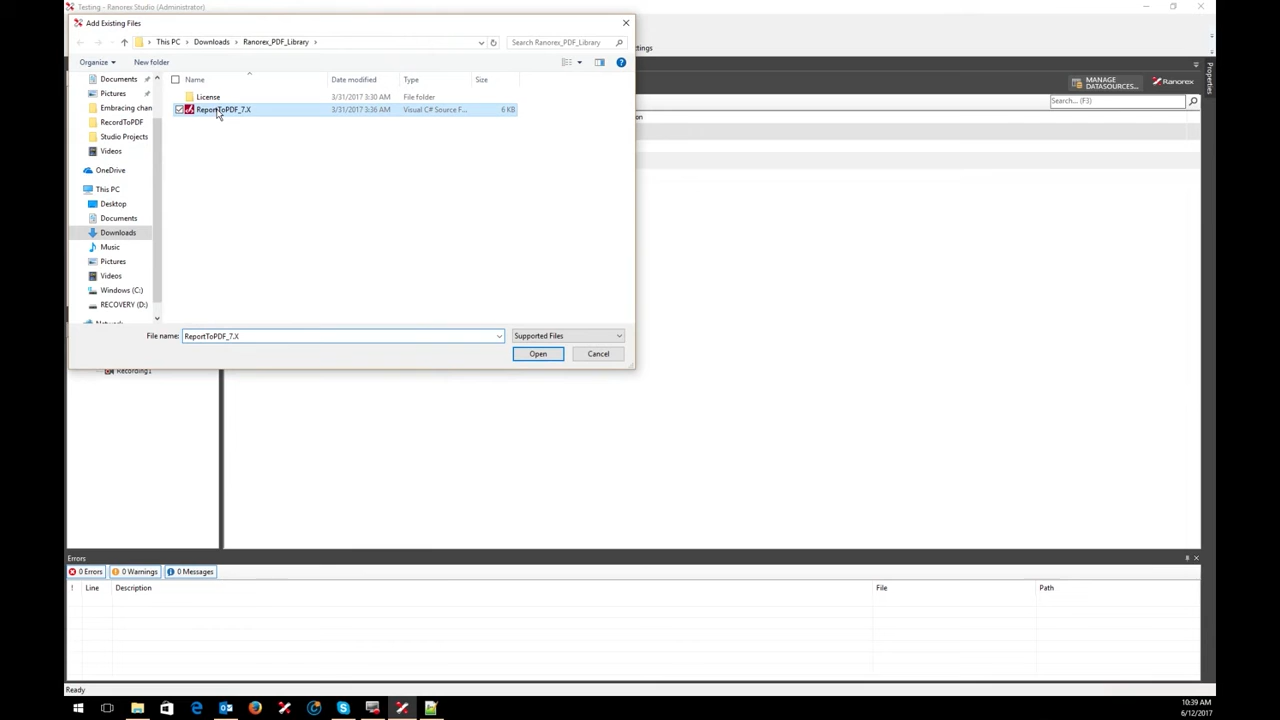 Testing - Ranorex Studio (Administrator)
Add Existing Files
This PC > Downloads > Ranorex_PDF_Library >
Search Ranorex_PDF_Library
Organize
New folder
Documents
Pictures
Embracing chan
RecordToPDF
Studio Projects
Videos
OneDrive
This PC
Desktop
Documents
Downloads
Music
Pictures
Videos
Windows (C:)
RECOVERY (D:)
Name
Date modified
Type
Size
License
3/31/2017 3:30 AM
File folder
ReportToPDF_7.X
3/31/2017 3:36 AM
Visual C# Source F...
6 KB
File name:
ReportToPDF_7.X
Supported Files
Open
Cancel
ttings
Properties
MANAGE
DATASOURCES...
Ranorex
Search... (F3)
on
Recording1
Errors
0 Errors
0 Warnings
0 Messages
!
Line
Description
File
Path
Ready
10:39 AM
6/12/2017